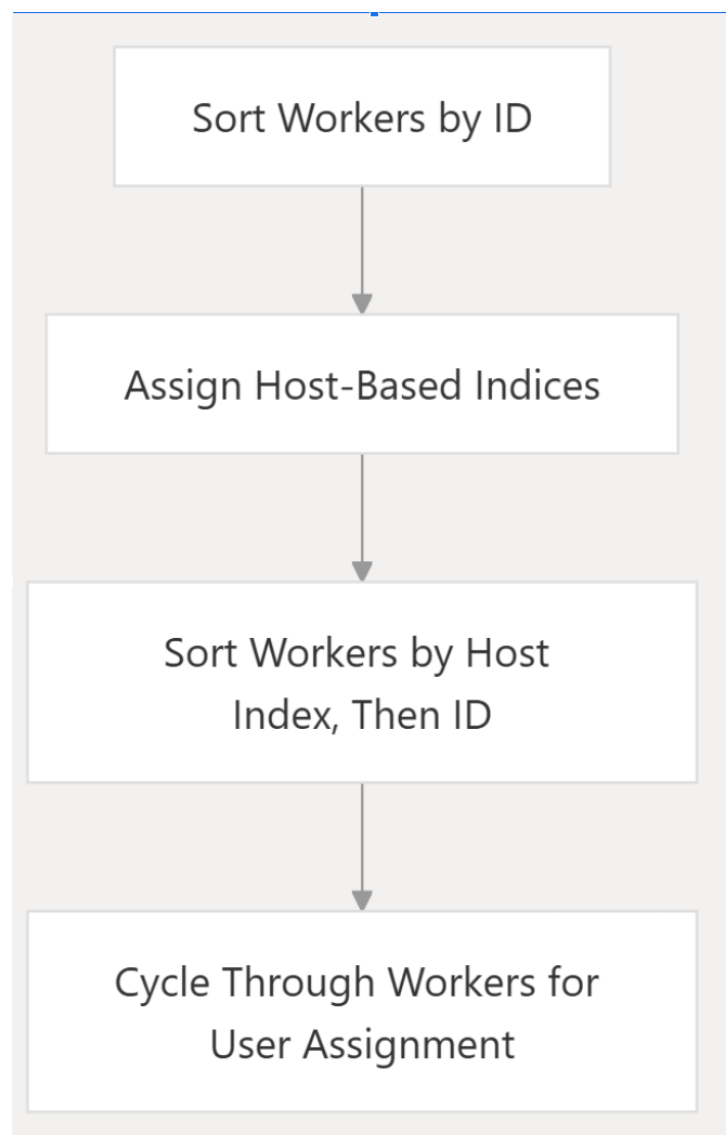 Sort Workers by ID
Assign Host-Based Indices
Sort Workers by Host
Index, Then ID
Cycle Through Workers for
User Assignment